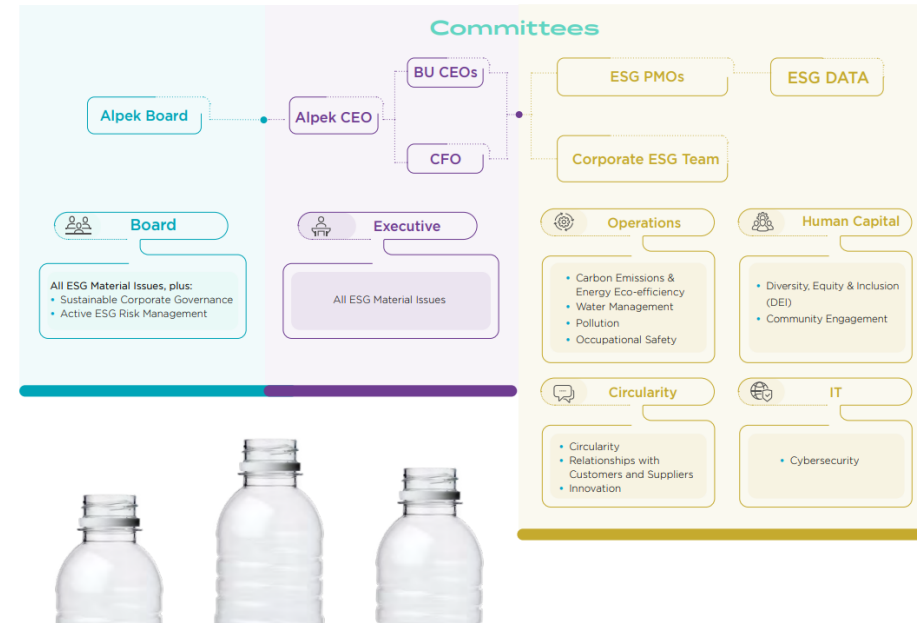 Committees
Alpek Board
Alpek CEO
BU CEOs
CFO
ESG PMOs
ESG DATA
Corporate ESG Team
Board
All ESG Material Issues, plus:
• Sustainable Corporate Governance
• Active ESG Risk Management
Executive
All ESG Material Issues
Operations
• Carbon Emissions &
Energy Eco-efficiency
• Water Management
• Pollution
• Occupational Safety
Human Capital
• Diversity, Equity & Inclusion
(DEI)
• Community Engagement
Circularity
• Circularity
• Relationships with
Customers and Suppliers
• Innovation
IT
• Cybersecurity